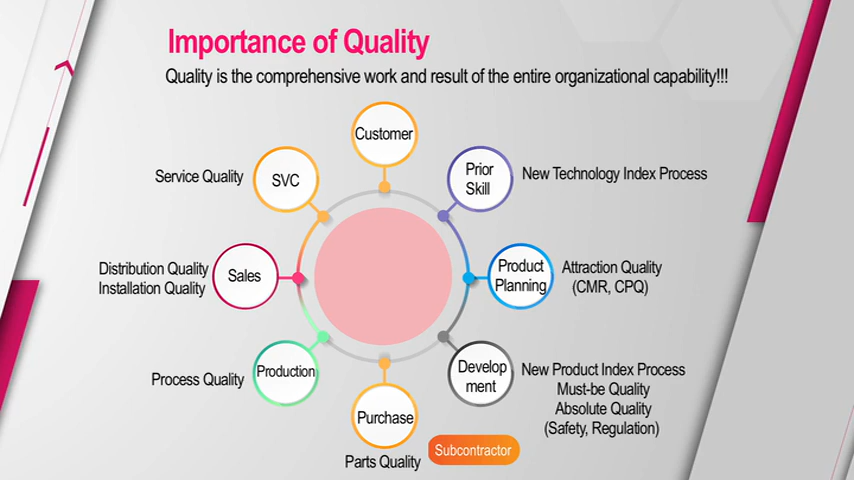 Importance of Quality
Quality is the comprehensive work and result of the entire organizational capability!!!
Customer
Prior
Skill
New Technology Index Process
Product
Planning
Attraction Quality
(CMR, CPQ)
Develop
ment
New Product Index Process
Must-be Quality
Absolute Quality
(Safety, Regulation)
Purchase
Parts Quality
Subcontractor
Production
Process Quality
Sales
Distribution Quality
Installation Quality
SVC
Service Quality